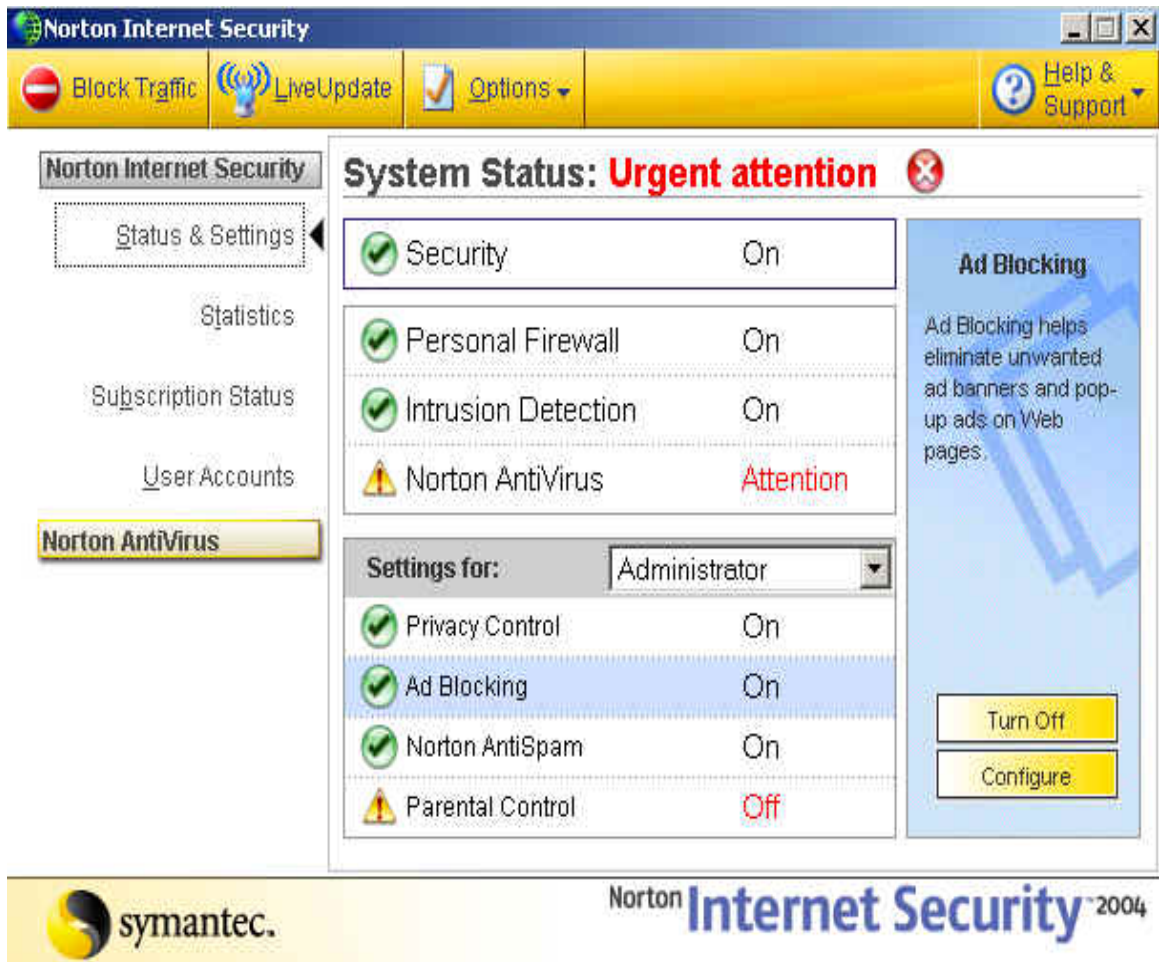 Norton Internet Security
Block Traffic LiveUpdate Options Help & Support
Norton Internet Security
Status & Settings
Statistics
Subscription Status
User Accounts
Norton AntiVirus
System Status: Urgent attention
Security On
Personal Firewall On
Intrusion Detection On
Norton AntiVirus Attention
Settings for: Administrator
Privacy Control On
Ad Blocking On
Norton AntiSpam On
Parental Control Off
Ad Blocking
Ad Blocking helps
eliminate unwanted
ad banners and pop-
up ads on Web
pages.
Turn Off
Configure
symantec.
Norton Internet Security 2004